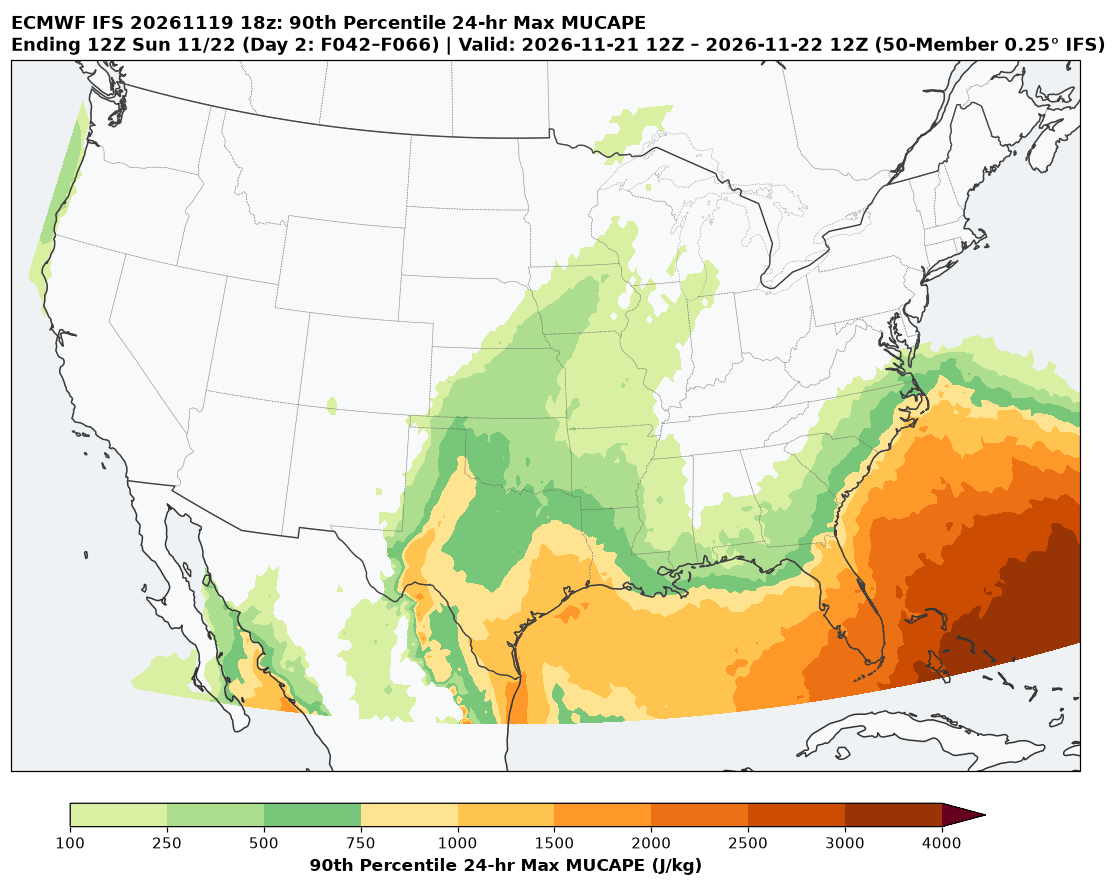 ECMWF IFS 20261119 18z: 90th Percentile 24-hr Max MUCAPE
Ending 12Z Sun 11/22 (Day 2: F042–F066) | Valid: 2026-11-21 12Z – 2026-11-22 12Z (50-Member 0.25° IFS)
100 250 500 750 1000 1500 2000 2500 3000 4000
90th Percentile 24-hr Max MUCAPE (J/kg)